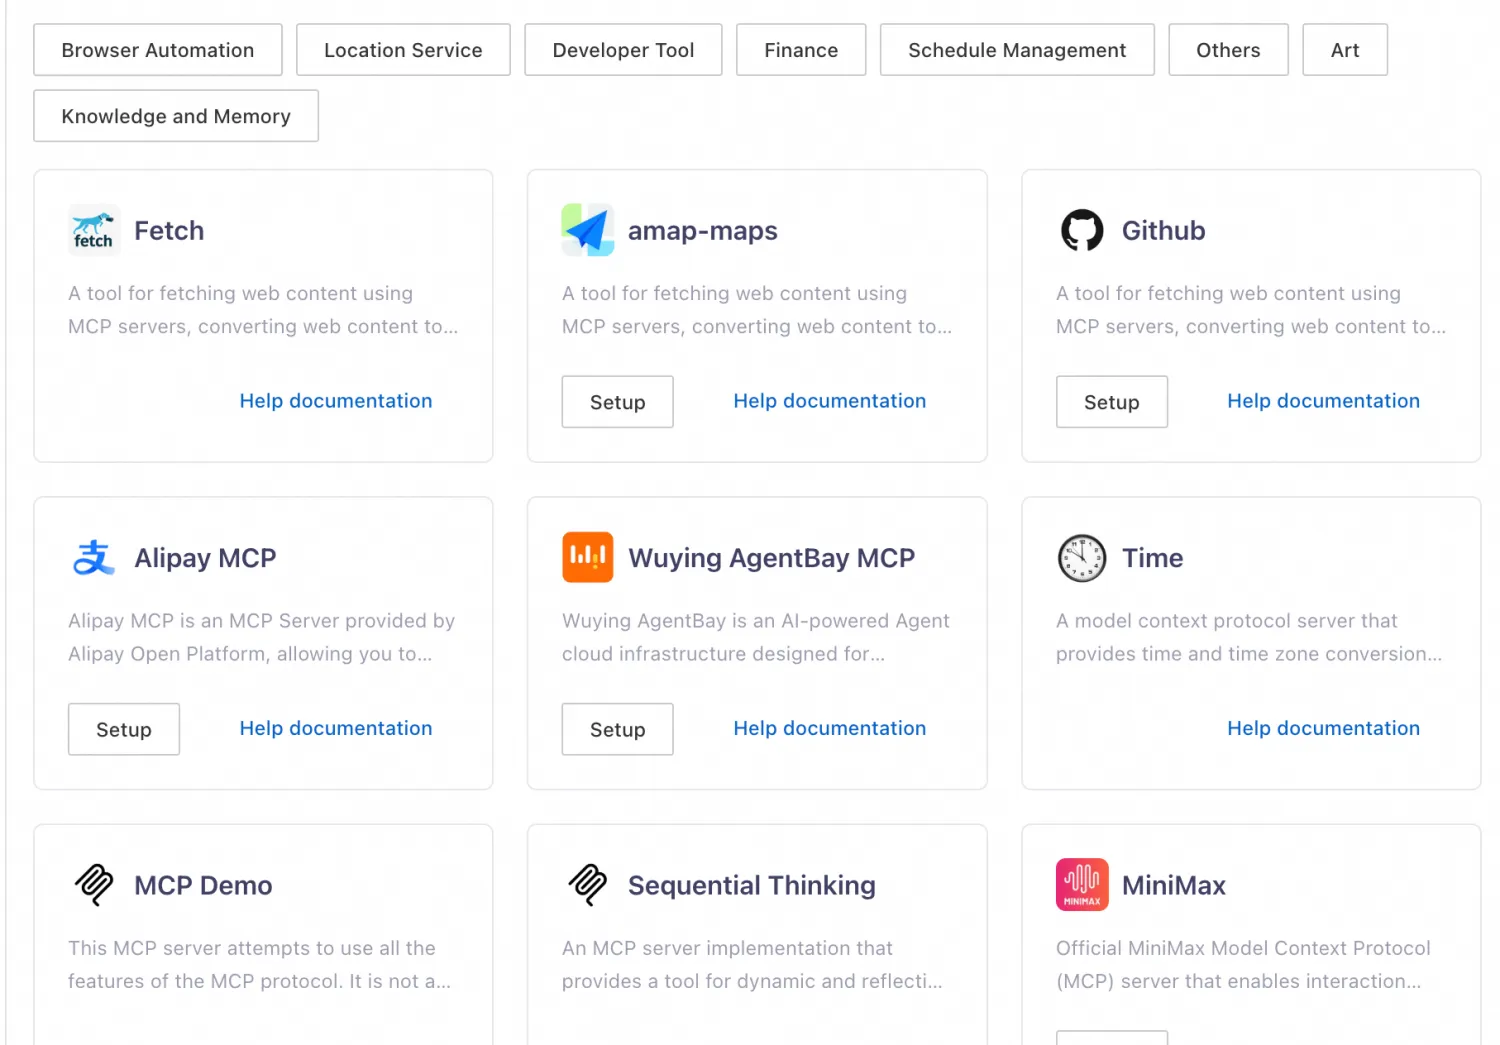 Browser Automation
Location Service
Developer Tool
Finance
Schedule Management
Others
Art
Knowledge and Memory
fetch
Fetch
A tool for fetching web content using
MCP servers, converting web content to...
Help documentation
amap-maps
A tool for fetching web content using
MCP servers, converting web content to...
Setup
Help documentation
Github
A tool for fetching web content using
MCP servers, converting web content to...
Setup
Help documentation
支
Alipay MCP
Alipay MCP is an MCP Server provided by
Alipay Open Platform, allowing you to...
Setup
Help documentation
Wuying AgentBay MCP
Wuying AgentBay is an AI-powered Agent
cloud infrastructure designed for...
Setup
Help documentation
Time
A model context protocol server that
provides time and time zone conversion...
Help documentation
MCP Demo
This MCP server attempts to use all the
features of the MCP protocol. It is not a...
Sequential Thinking
An MCP server implementation that
provides a tool for dynamic and reflecti...
MINIMAX
MiniMax
Official MiniMax Model Context Protocol
(MCP) server that enables interaction...